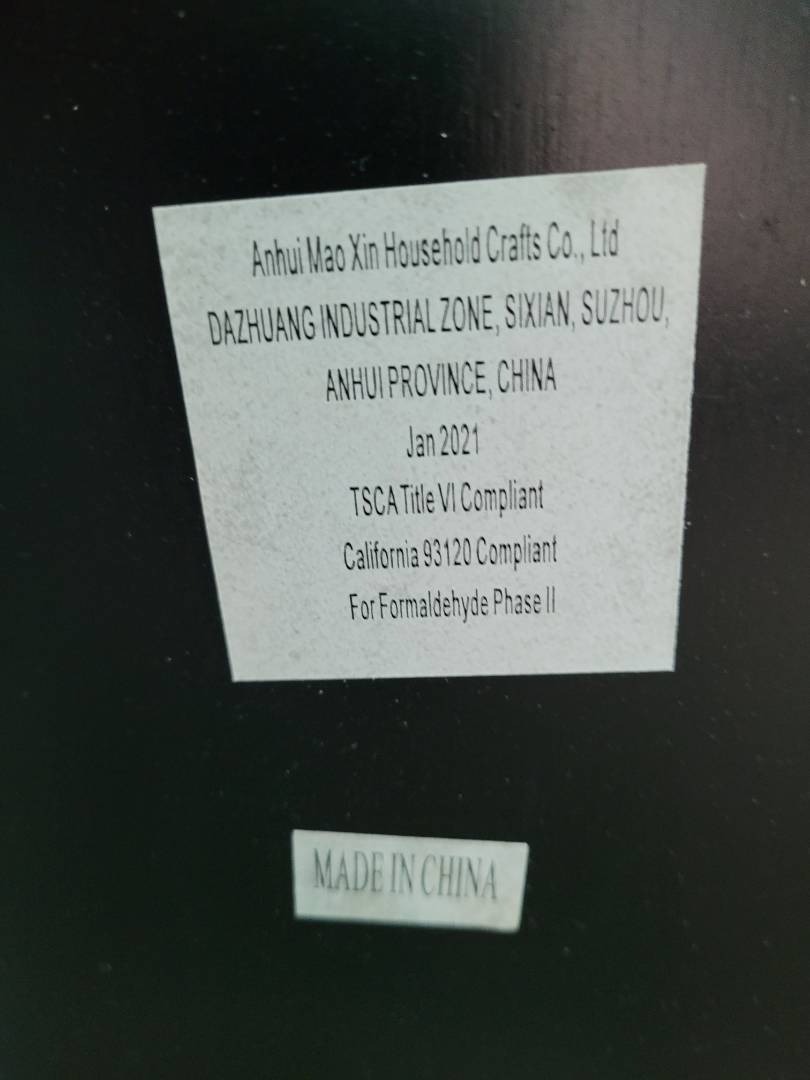 Anhui Mao Xin Household Crafts Co., Ltd
DAZHUANG INDUSTRIAL ZONE, SIXIAN, SUZHOU,
ANHUI PROVINCE, CHINA
Jan 2021
TSCA Title VI Compliant
California 93120 Compliant
For Formaldehyde Phase II
MADE IN CHINA